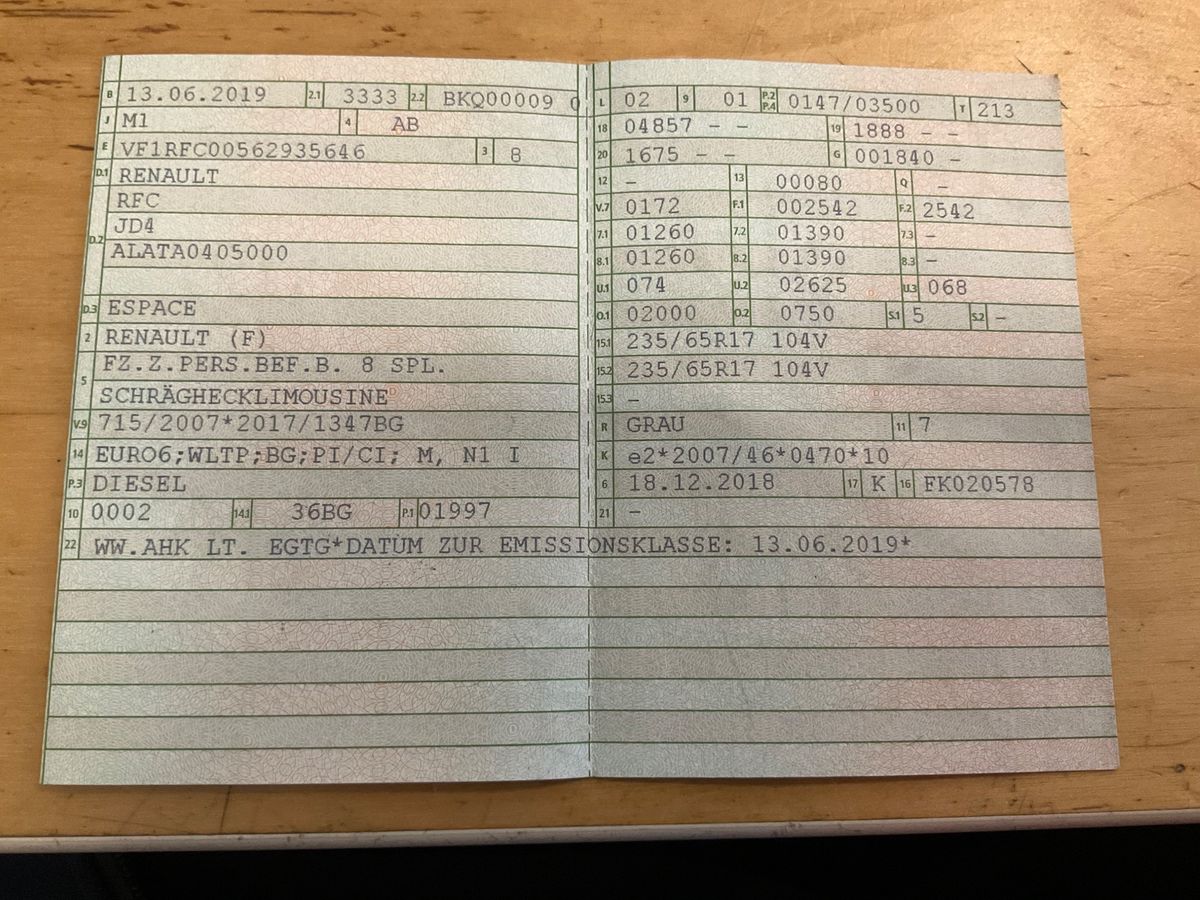 B 13.06.2019 2.1 3333 2.2 BKQ00009 0
J M1 4 AB
E VF1RFC00562935646 3 8
D.1 RENAULT
RFC
D.2 JD4
ALATA0405000
D.3 ESPACE
2 RENAULT (F)
5 FZ.Z.PERS.BEF.B. 8 SPL.
SCHRÄGHECKLIMOUSINE
V.9 715/2007*2017/1347BG
14 EURO6;WLTP;BG;PI/CI; M, N1 I
P.3 DIESEL
10 0002 14.1 36BG P.1 01997
L 02 9 01 P.2 P.4 0147/03500 T 213
18 04857 – – 19 1888 – –
20 1675 – – G 001840 –
12 – 13 00080 Q –
V.7 0172 F.1 002542 F.2 2542
7.1 01260 7.2 01390 7.3 –
8.1 01260 8.2 01390 8.3 –
U.1 074 U.2 02625 U.3 068
O.1 02000 O.2 0750 S.1 5 S.2 –
15.1 235/65R17 104V
15.2 235/65R17 104V
15.3 –
R GRAU 11 7
K e2*2007/46*0470*10
6 18.12.2018 17 K 16 FK020578
21 –
22 WW.AHK LT. EGTG*DATUM ZUR EMISSIONSKLASSE: 13.06.2019*